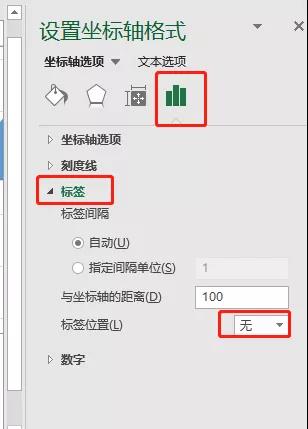 设置坐标轴格式
坐标轴选项 文本选项
坐标轴选项
刻度线
标签
标签间隔
自动(U)
指定间隔单位(S) 1
与坐标轴的距离(D) 100
标签位置(L) 无
数字